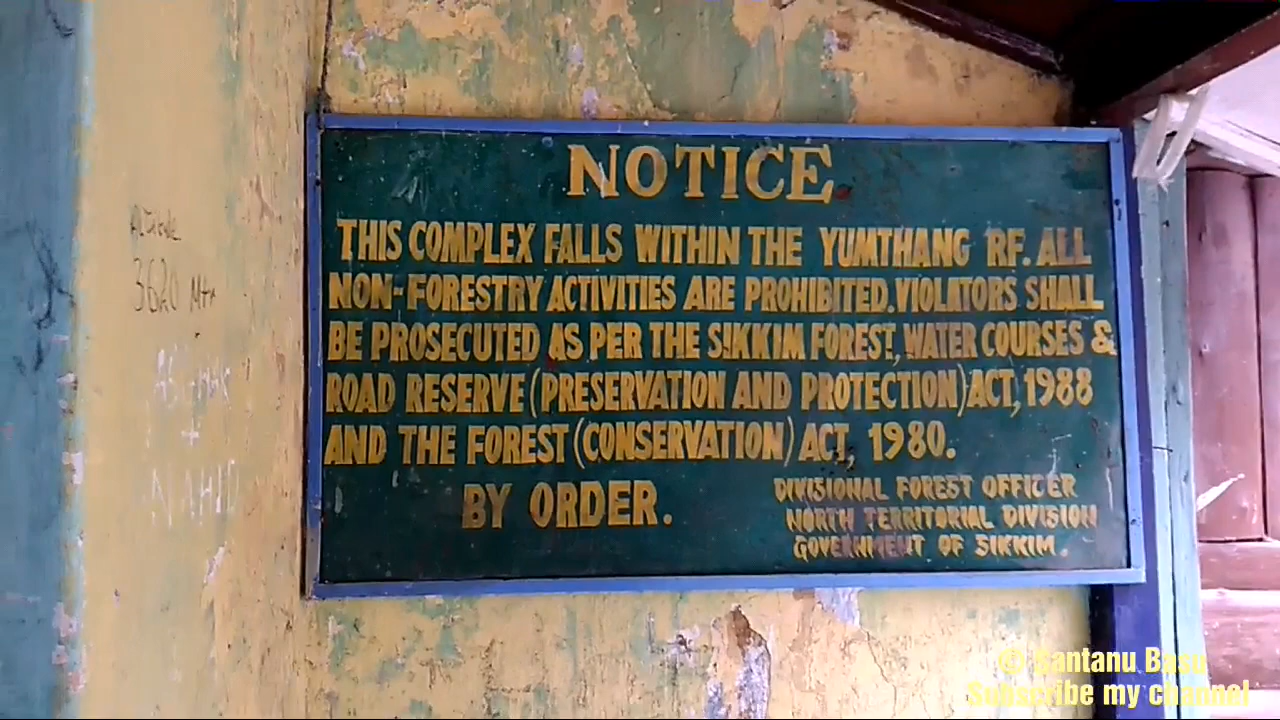 NOTICE
THIS COMPLEX FALLS WITHIN THE YUMTHANG RF. ALL
NON-FORESTRY ACTIVITIES ARE PROHIBITED. VIOLATORS SHALL
BE PROSECUTED AS PER THE SIKKIM FOREST, WATER COURSES &
ROAD RESERVE (PRESERVATION AND PROTECTION) ACT, 1988
AND THE FOREST (CONSERVATION) ACT, 1980.
BY ORDER.
DIVISIONAL FOREST OFFICER
NORTH TERRITORIAL DIVISION
GOVERNMENT OF SIKKIM.
3620 Mtr
+
NAHID
© Santanu Basu
Subscribe my channel